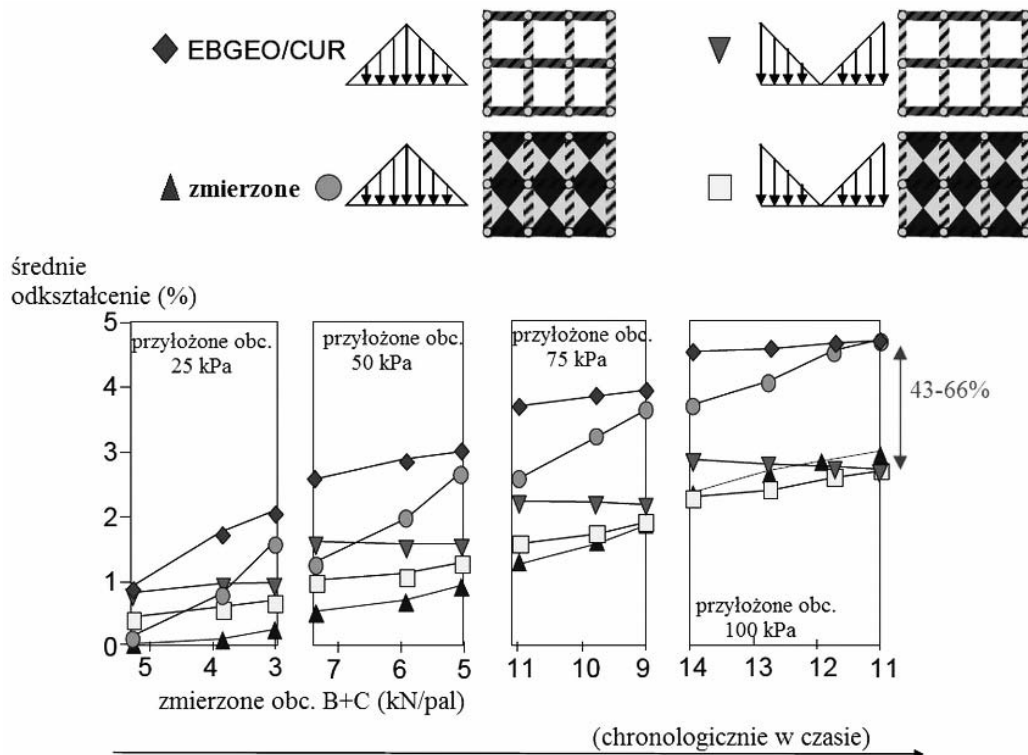 EBGEO/CUR
zmierzone
średnie
odkształcenie (%)
5
4
3
2
1
0
przyłożone obc.
25 kPa
przyłożone obc.
50 kPa
przyłożone obc.
75 kPa
przyłożone obc.
100 kPa
43-66%
5 4 3
7 6 5
11 10 9
14 13 12 11
zmierzone obc. B+C (kN/pal)
(chronologicznie w czasie)